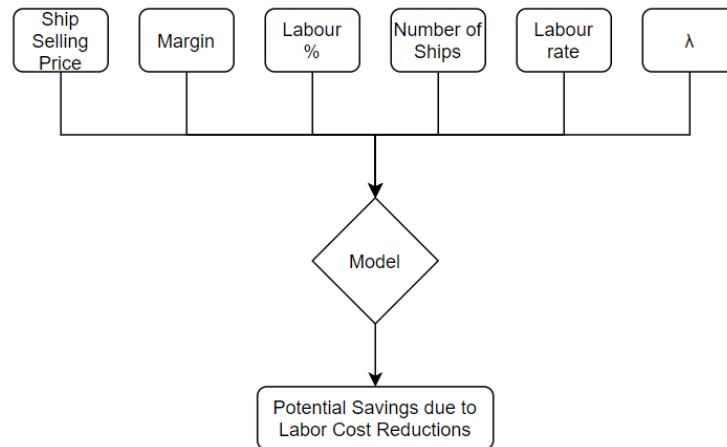 Ship
Selling
Price
Margin
Labour
%
Number of
Ships
Labour
rate
λ
Model
Potential Savings due to
Labor Cost Reductions